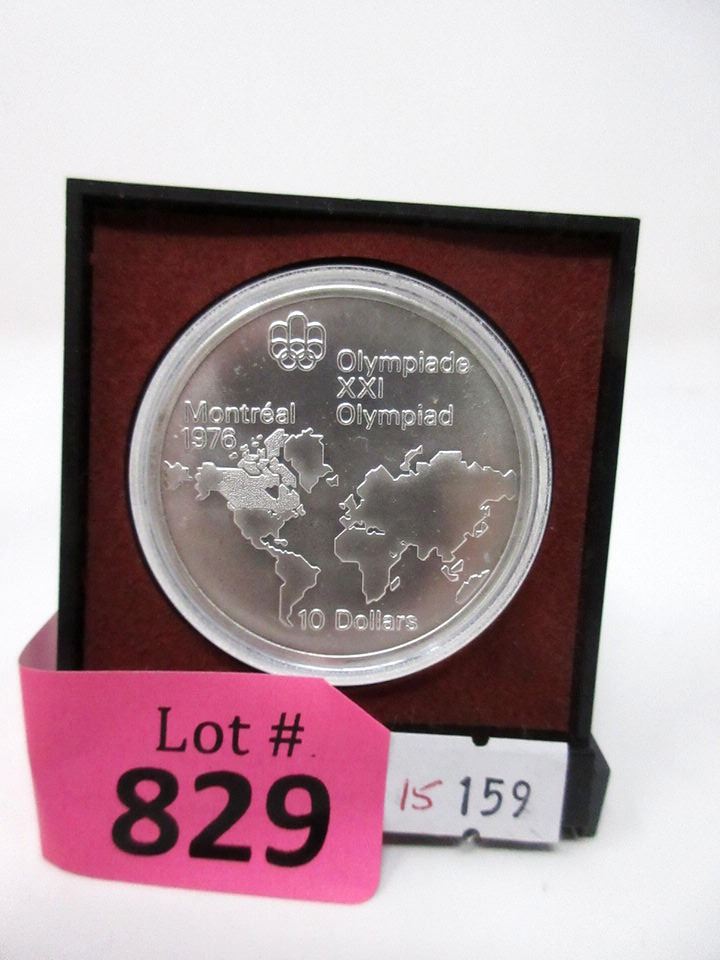 Olympiade
XXI
Olympiad
Montréal
1976
10 Dollars
Lot #
829
15 159